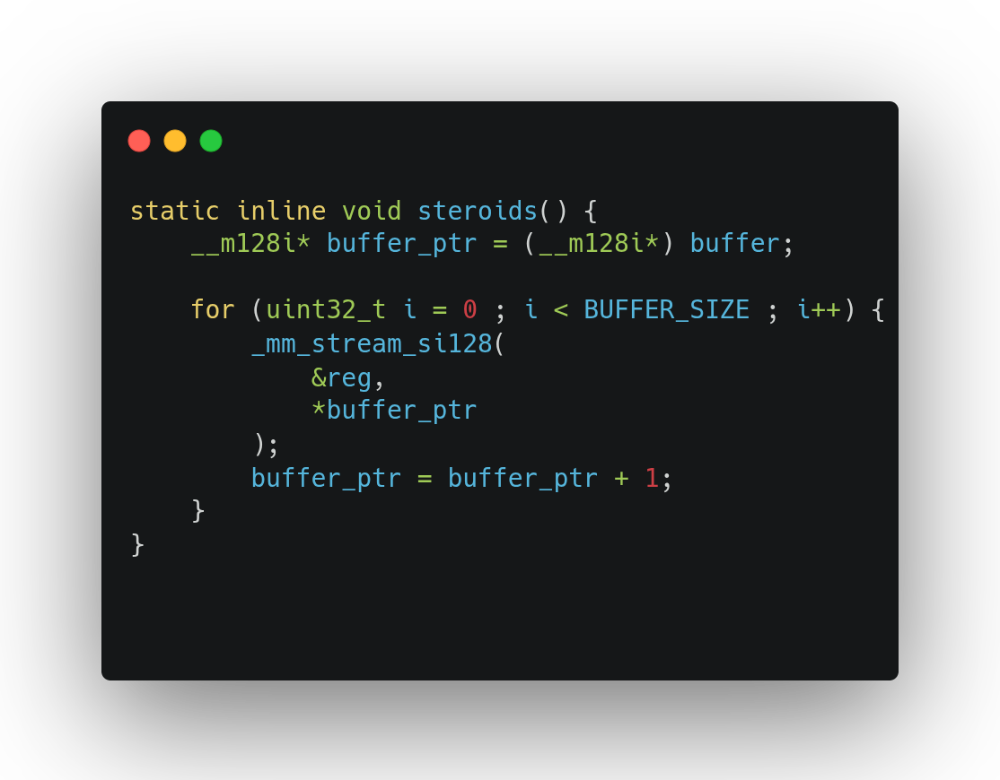 static inline void steroids() {
    __m128i* buffer_ptr = (__m128i*) buffer;

    for (uint32_t i = 0 ; i < BUFFER_SIZE ; i++) {
        _mm_stream_si128(
            &reg,
            *buffer_ptr
        );
        buffer_ptr = buffer_ptr + 1;
    }
}